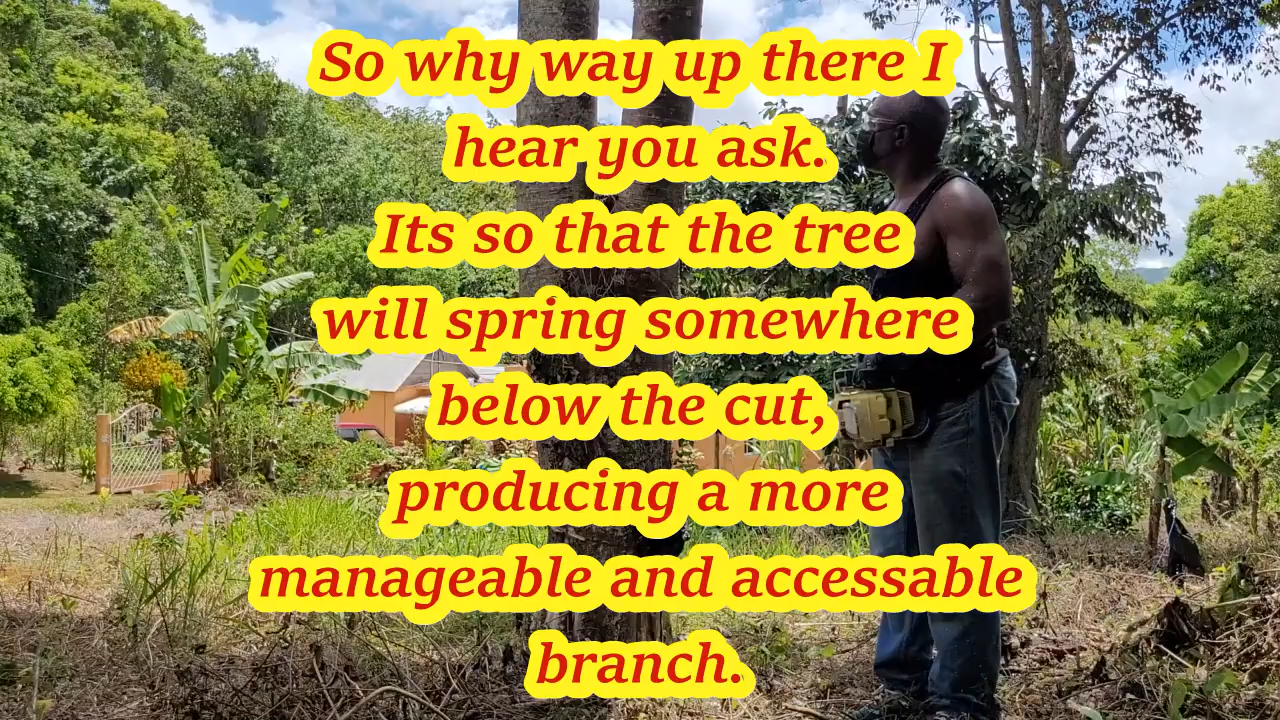 So why way up there I
hear you ask.
Its so that the tree
will spring somewhere
below the cut,
producing a more
manageable and accessable
branch.